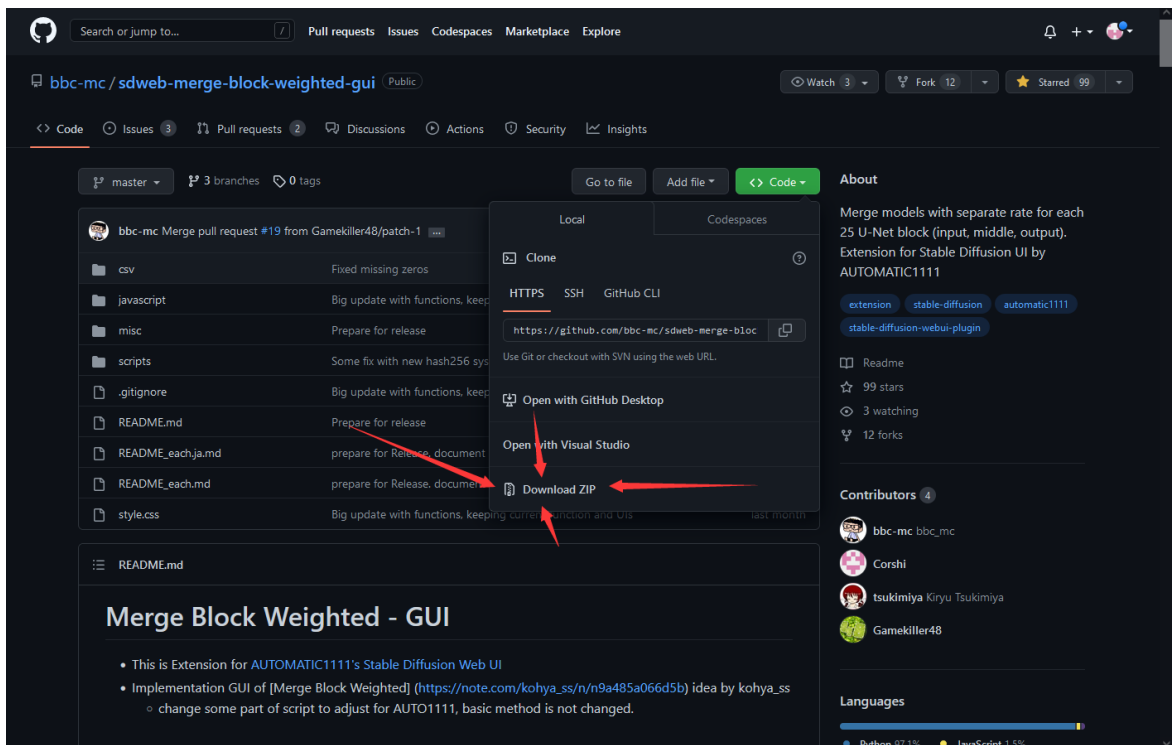 Search or jump to... /
Pull requests Issues Codespaces Marketplace Explore
bbc-mc / sdweb-merge-block-weighted-gui Public
Watch 3 Fork 12 Starred 99
Code Issues 3 Pull requests 2 Discussions Actions Security Insights
master 3 branches 0 tags Go to file Add file Code
bbc-mc Merge pull request #19 from Gamekiller48/patch-1 ...
csv Fixed missing zeros
javascript Big update with functions, keep
misc Prepare for release
scripts Some fix with new hash256 sys
.gitignore Big update with functions, keep
README.md Prepare for release
README_each.ja.md prepare for Release, document
README_each.md prepare for Release. document
style.css Big update with functions, keeping current function and UIs last month
Local Codespaces
Clone
HTTPS SSH GitHub CLI
https://github.com/bbc-mc/sdweb-merge-bloc
Use Git or checkout with SVN using the web URL.
Open with GitHub Desktop
Open with Visual Studio
Download ZIP
README.md
Merge Block Weighted - GUI
• This is Extension for AUTOMATIC1111's Stable Diffusion Web UI
• Implementation GUI of [Merge Block Weighted] (https://note.com/kohya_ss/n/n9a485a066d5b) idea by kohya_ss
◦ change some part of script to adjust for AUTO1111, basic method is not changed.
About
Merge models with separate rate for each
25 U-Net block (input, middle, output).
Extension for Stable Diffusion UI by
AUTOMATIC1111
extension stable-diffusion automatic1111
stable-diffusion-webui-plugin
Readme
99 stars
3 watching
12 forks
Contributors 4
bbc-mc bbc_mc
Corshi
tsukimiya Kiryu Tsukimiya
Gamekiller48
Languages
Python 97.1% JavaScript 1.5%